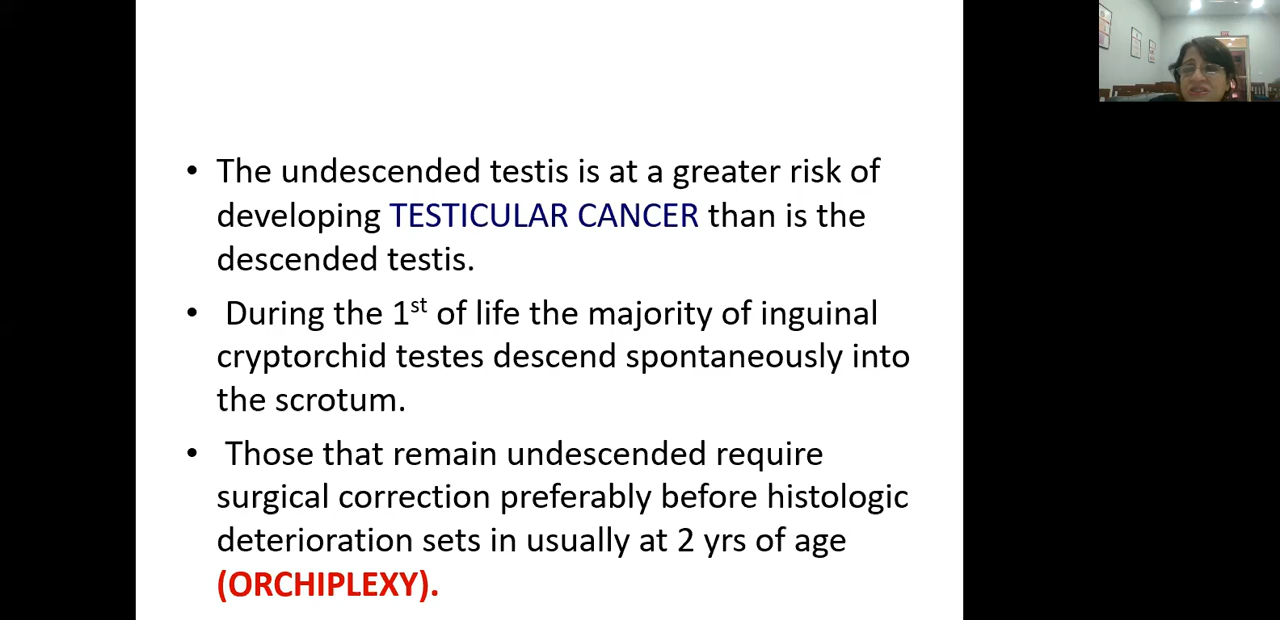 • The undescended testis is at a greater risk of
developing TESTICULAR CANCER than is the
descended testis.
• During the 1st of life the majority of inguinal
cryptorchid testes descend spontaneously into
the scrotum.
• Those that remain undescended require
surgical correction preferably before histologic
deterioration sets in usually at 2 yrs of age
(ORCHIPLEXY).